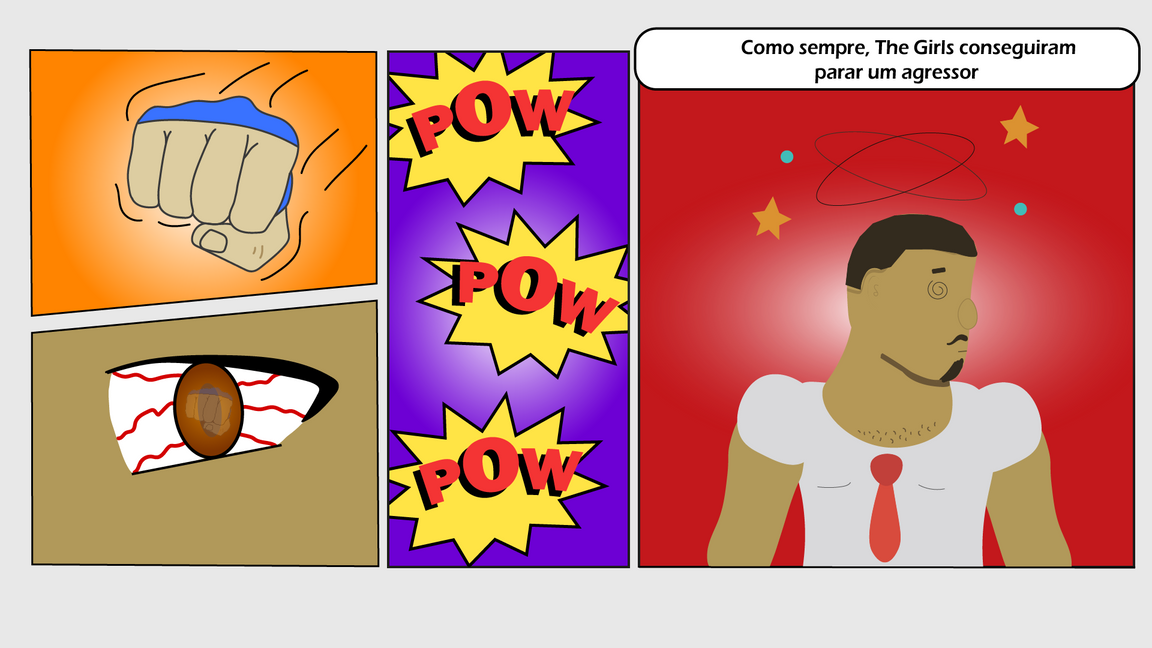 POW
POW
POW
Como sempre, The Girls conseguiram
parar um agressor